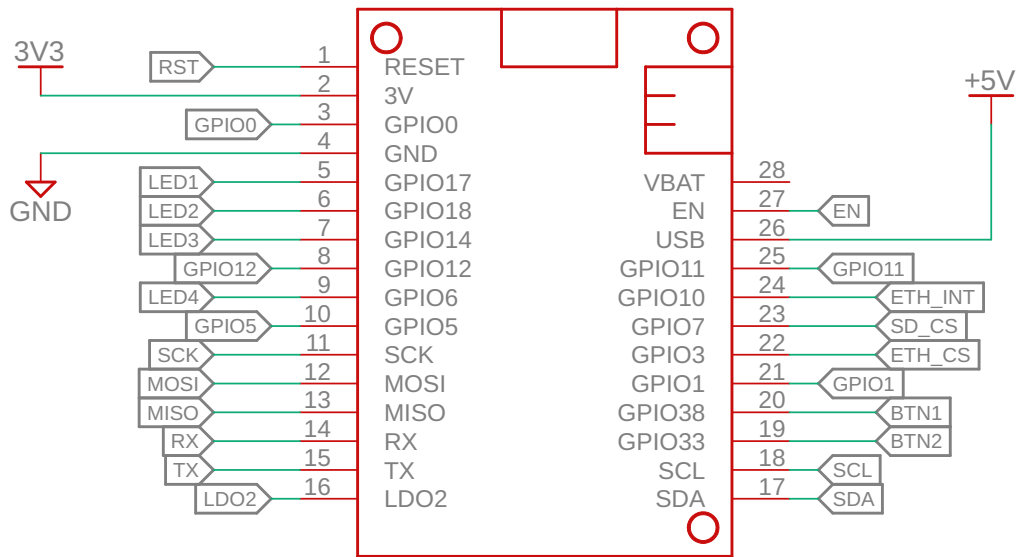 3V3
RST 1 RESET
2 3V
GPIO0 3 GPIO0
4 GND
GND
LED1 5 GPIO17
LED2 6 GPIO18
LED3 7 GPIO14
GPIO12 8 GPIO12
LED4 9 GPIO6
GPIO5 10 GPIO5
SCK 11 SCK
MOSI 12 MOSI
MISO 13 MISO
RX 14 RX
TX 15 TX
LDO2 16 LDO2
+5V
VBAT 28
EN 27 EN
USB 26
GPIO11 25 GPIO11
GPIO10 24 ETH_INT
GPIO7 23 SD_CS
GPIO3 22 ETH_CS
GPIO1 21 GPIO1
GPIO38 20 BTN1
GPIO33 19 BTN2
SCL 18 SCL
SDA 17 SDA